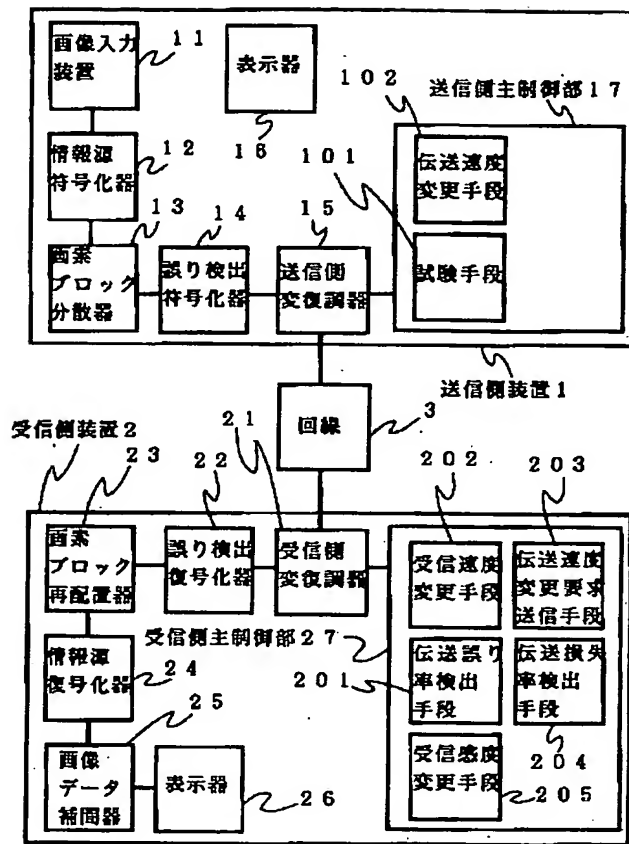 画像入力
装置
11
表示器
16
102
送信側主制御部17
伝送速度
変更手段
101
試験手段
情報源
符号化器
12
13
14
15
画素
ブロック
分散器
誤り検出
符号化器
送信側
変復調器
送信側装置1
回線
3
受信側装置2
23
22
21
202
203
画素
ブロック
再配置器
誤り検出
復号化器
受信側
変復調器
受信速度
変更手段
伝送速度
変更要求
送信手段
受信側主制御部27
情報源
復号化器
24
201
伝送誤り
率検出
手段
伝送損失
率検出
手段
25
204
画像
データ
補間器
表示器
26
受信感度
変更手段
205